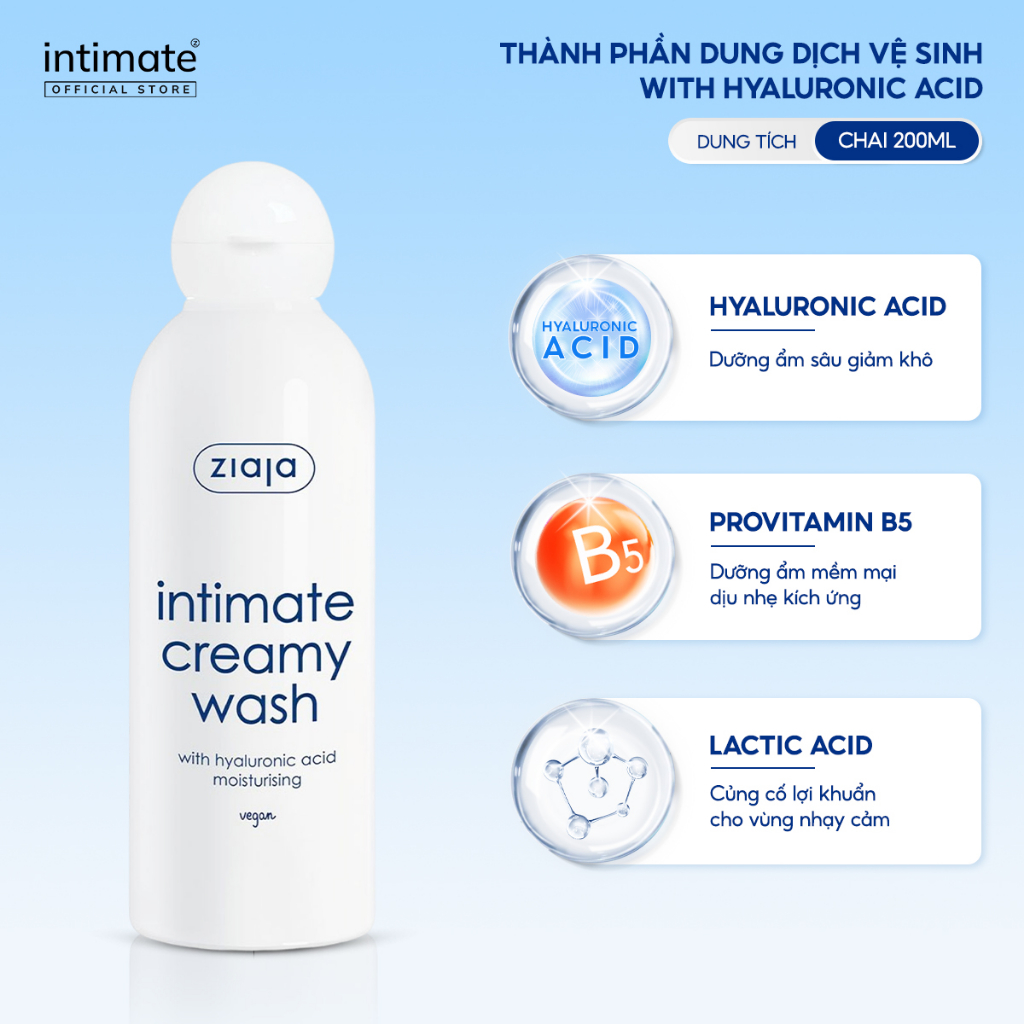 intimate
OFFICIAL STORE
THÀNH PHẦN DUNG DỊCH VỆ SINH
WITH HYALURONIC ACID
DUNG TÍCH CHAI 200ML
ziaja
intimate
creamy
wash
with hyaluronic acid
moisturising
vegan
HYALURONIC
ACID
HYALURONIC ACID
Dưỡng ẩm sâu giảm khô
B5
PROVITAMIN B5
Dưỡng ẩm mềm mại
dịu nhẹ kích ứng
LACTIC ACID
Củng cố lợi khuẩn
cho vùng nhạy cảm